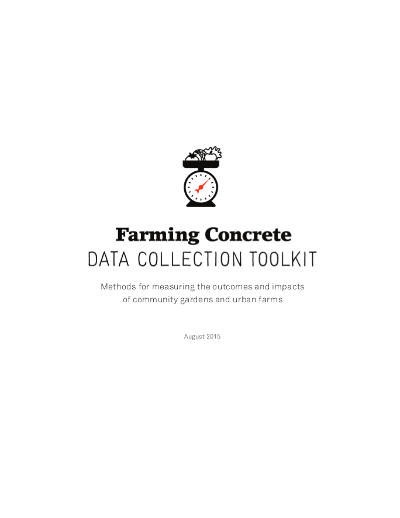 Farming Concrete
DATA COLLECTION TOOLKIT
Methods for measuring the outcomes and impacts
of community gardens and urban farms
August 2015